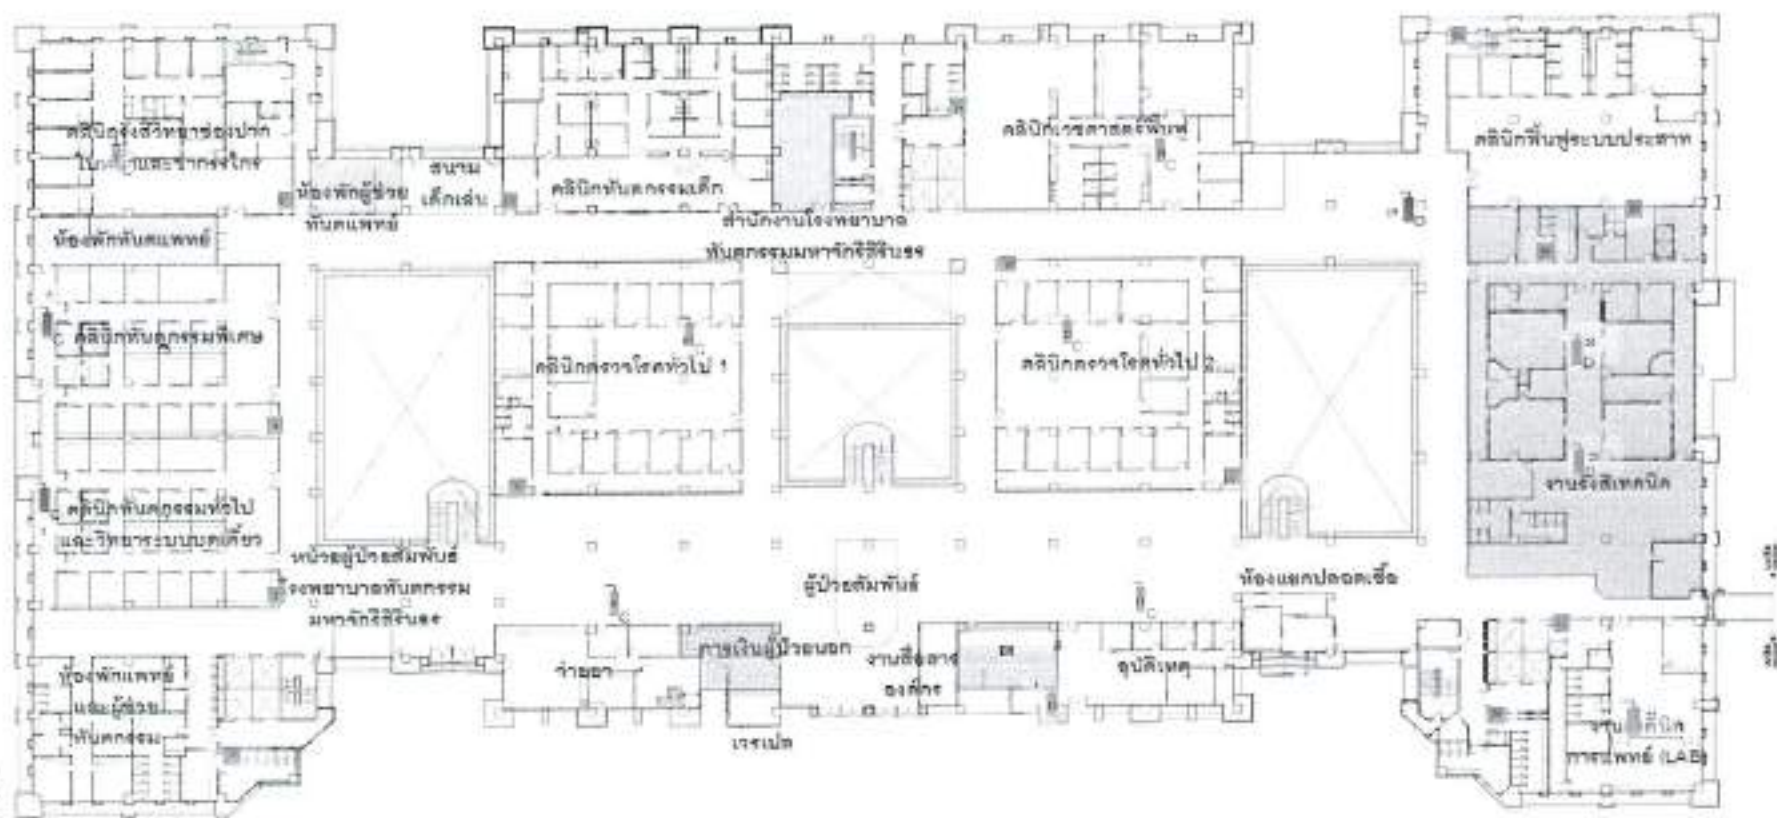 คลินิกรังสีวิทยาช่องปาก
ใบหน้าและขากรรไกร
ห้องพักผู้ช่วย
ทันตแพทย์
สนาม
เด็กเล่น
คลินิกทันตกรรมเด็ก
สำนักงานโรงพยาบาล
ทันตกรรมมหาจักรีสิรินธร
คลินิกเวชศาสตร์ฟื้นฟู
คลินิกฟื้นฟูระบบประสาท
ห้องพักทันตแพทย์
คลินิกทันตกรรมพิเศษ
คลินิกตรวจโรคทั่วไป 1
คลินิกตรวจโรคทั่วไป 2
งานรังสีเทคนิค
คลินิกทันตกรรมทั่วไป
และวิทยาระบบบดเคี้ยว
หน่วยผู้ป่วยสัมพันธ์
โรงพยาบาลทันตกรรม
มหาจักรีสิรินธร
ผู้ป่วยสัมพันธ์
ห้องแยกปลอดเชื้อ
ห้องพักแพทย์
และผู้ช่วย
ทันตกรรม
จ่ายยา
การเงินผู้ป่วยนอก
เวรเปล
งานสื่อสาร
องค์กร
อุบัติเหตุ
งานเทคนิค
การแพทย์ (LAB)